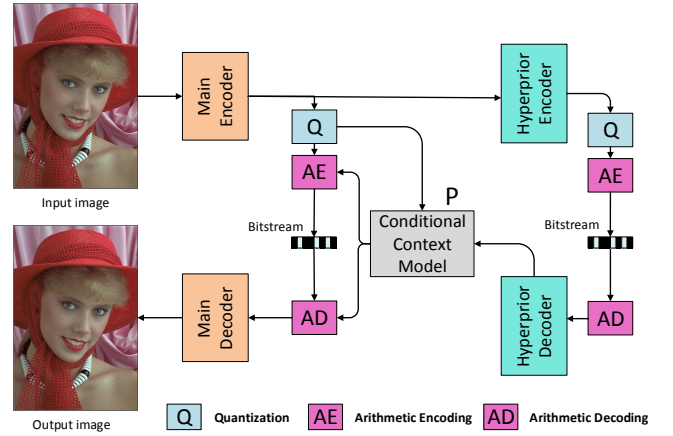 Main
Encoder
Hyperprior
Encoder
Q
Q
AE
AE
P
Input image
Bitstream
Conditional
Context
Model
Bitstream
Main
Decoder
AD
Hyperprior
Decoder
AD
Output image
Q Quantization AE Arithmetic Encoding AD Arithmetic Decoding